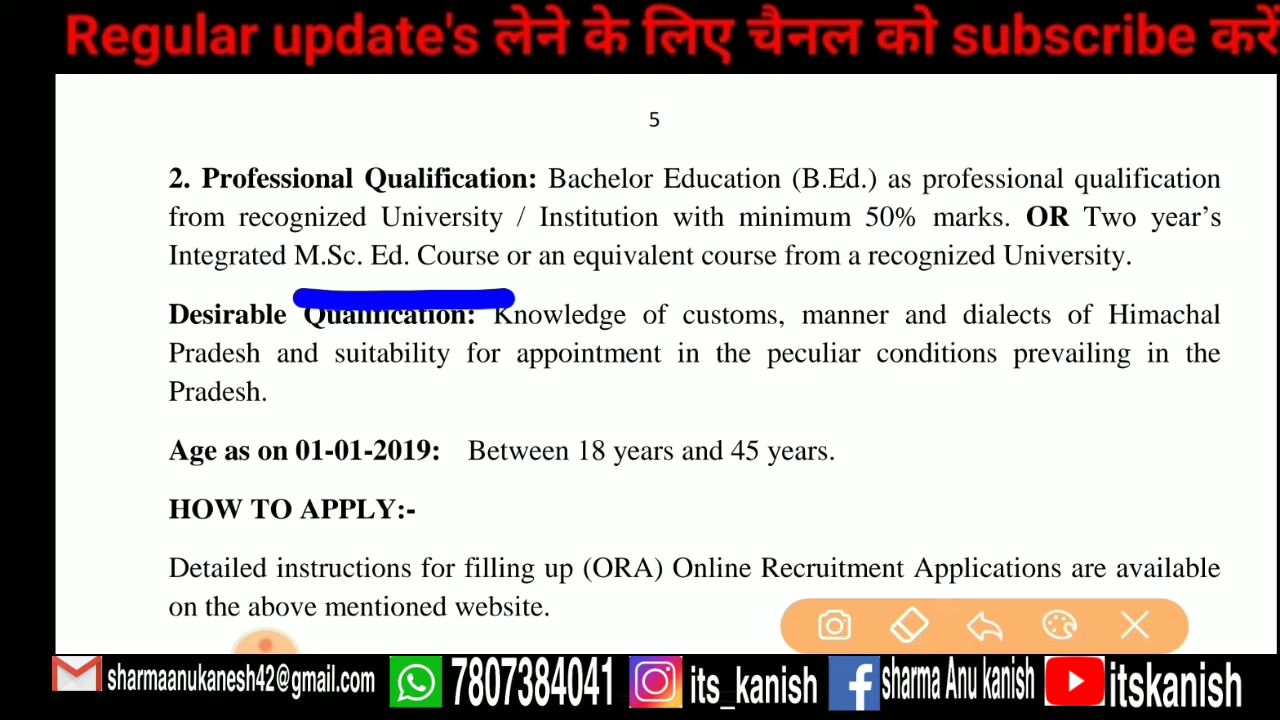 Regular update's लेने के लिए चैनल को subscribe करें
5
2. Professional Qualification: Bachelor Education (B.Ed.) as professional qualification
from recognized University / Institution with minimum 50% marks. OR Two year's
Integrated M.Sc. Ed. Course or an equivalent course from a recognized University.
Desirable Qualification: Knowledge of customs, manner and dialects of Himachal
Pradesh and suitability for appointment in the peculiar conditions prevailing in the
Pradesh.
Age as on 01-01-2019: Between 18 years and 45 years.
HOW TO APPLY:-
Detailed instructions for filling up (ORA) Online Recruitment Applications are available
on the above mentioned website.
sharmaanukanesh42@gmail.com 7807384041 its_kanish sharma Anu kanish itskanish